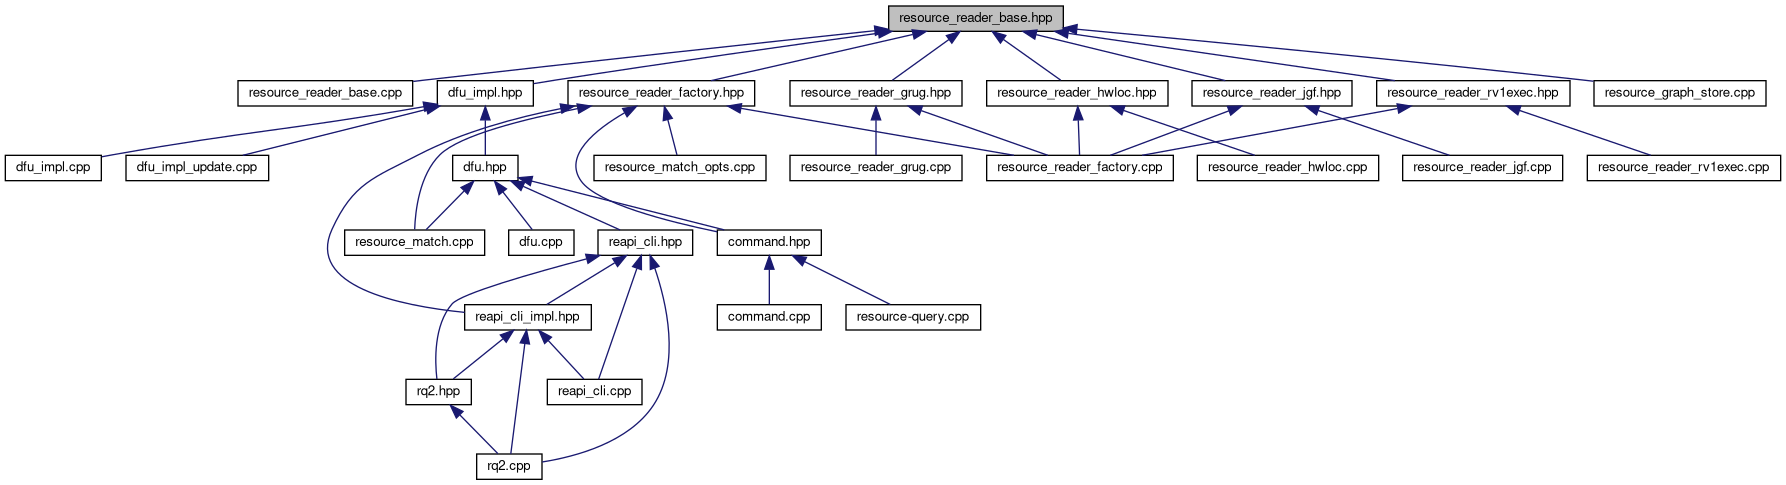 resource_reader_base.hpp
resource_reader_base.cpp
dfu_impl.hpp
resource_reader_factory.hpp
resource_reader_grug.hpp
resource_reader_hwloc.hpp
resource_reader_jgf.hpp
resource_reader_rv1exec.hpp
resource_graph_store.cpp
dfu_impl.cpp
dfu_impl_update.cpp
dfu.hpp
resource_match_opts.cpp
resource_reader_grug.cpp
resource_reader_factory.cpp
resource_reader_hwloc.cpp
resource_reader_jgf.cpp
resource_reader_rv1exec.cpp
resource_match.cpp
dfu.cpp
reapi_cli.hpp
command.hpp
reapi_cli_impl.hpp
command.cpp
resource-query.cpp
rq2.hpp
reapi_cli.cpp
rq2.cpp